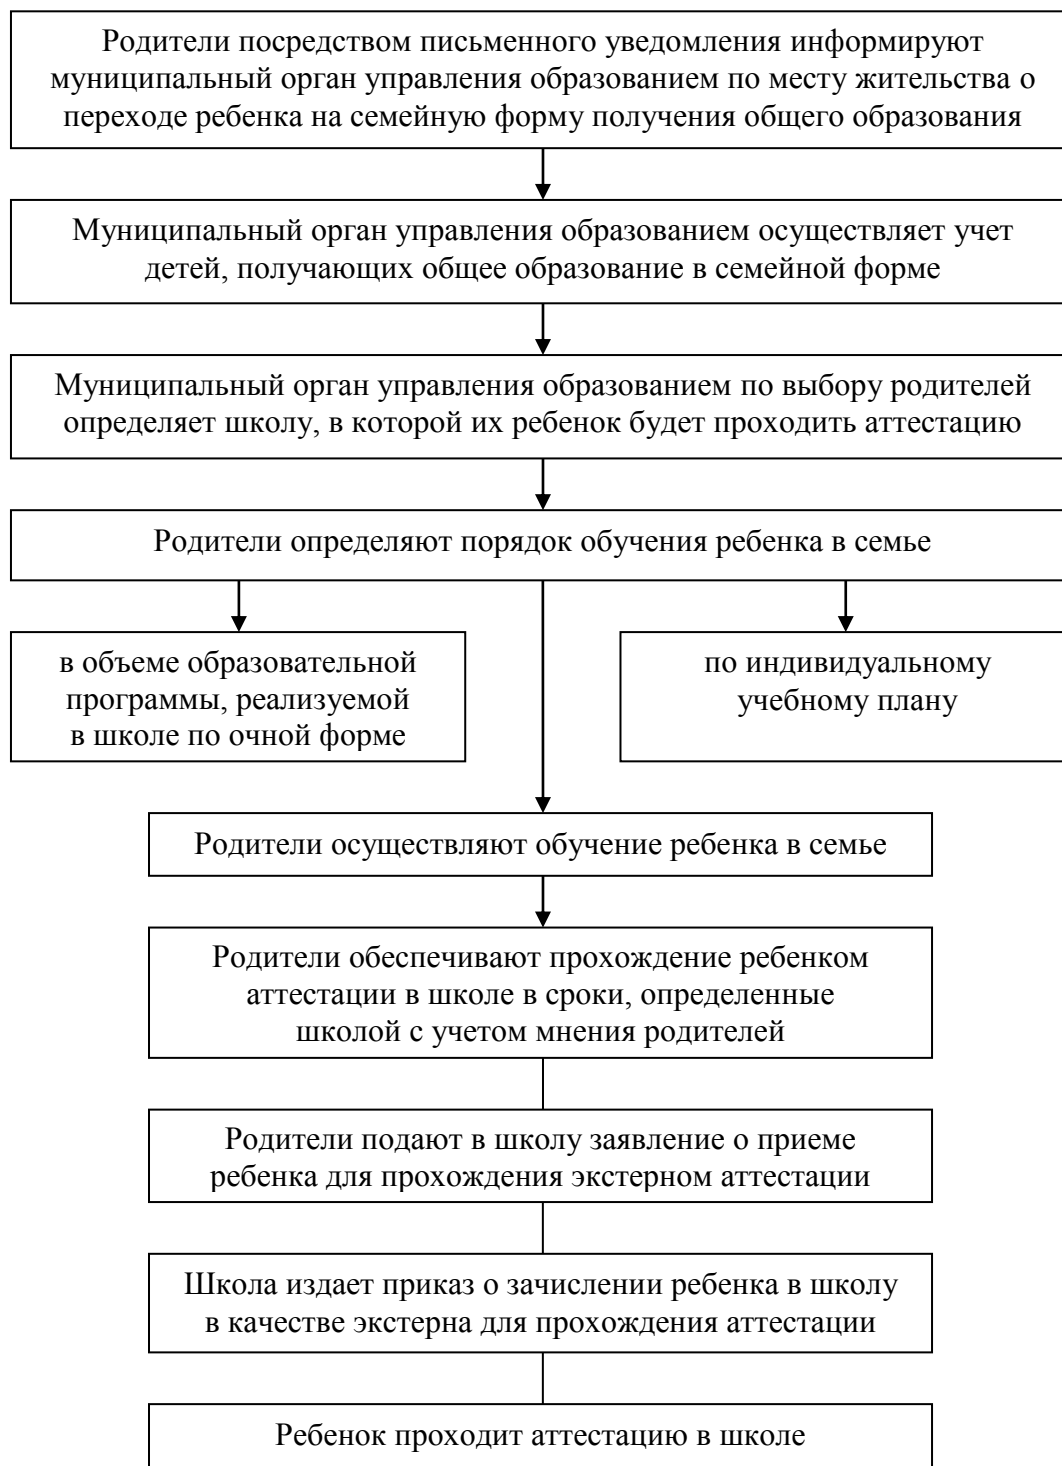 Родители посредством письменного уведомления информируют
муниципальный орган управления образованием по месту жительства о
переходе ребенка на семейную форму получения общего образования
Муниципальный орган управления образованием осуществляет учет
детей, получающих общее образование в семейной форме
Муниципальный орган управления образованием по выбору родителей
определяет школу, в которой их ребенок будет проходить аттестацию
Родители определяют порядок обучения ребенка в семье
в объеме образовательной
программы, реализуемой
в школе по очной форме
по индивидуальному
учебному плану
Родители осуществляют обучение ребенка в семье
Родители обеспечивают прохождение ребенком
аттестации в школе в сроки, определенные
школой с учетом мнения родителей
Родители подают в школу заявление о приеме
ребенка для прохождения экстерном аттестации
Школа издает приказ о зачислении ребенка в школу
в качестве экстерна для прохождения аттестации
Ребенок проходит аттестацию в школе